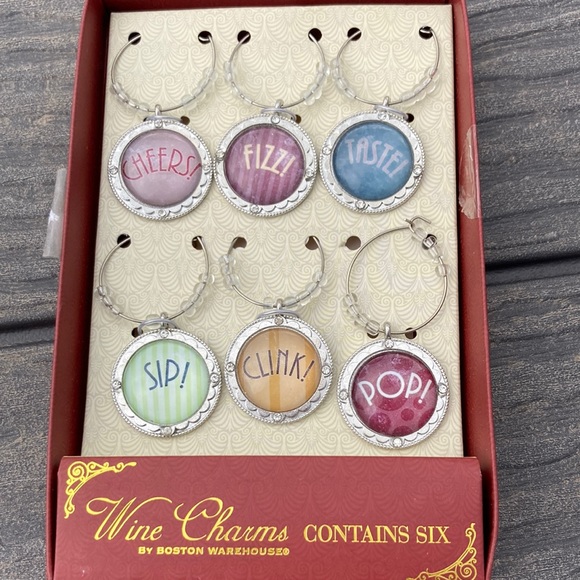 CHEERS!
FIZZ!
TASTE!
SIP!
CLINK!
POP!
Wine Charms CONTAINS SIX
BY BOSTON WAREHOUSE®